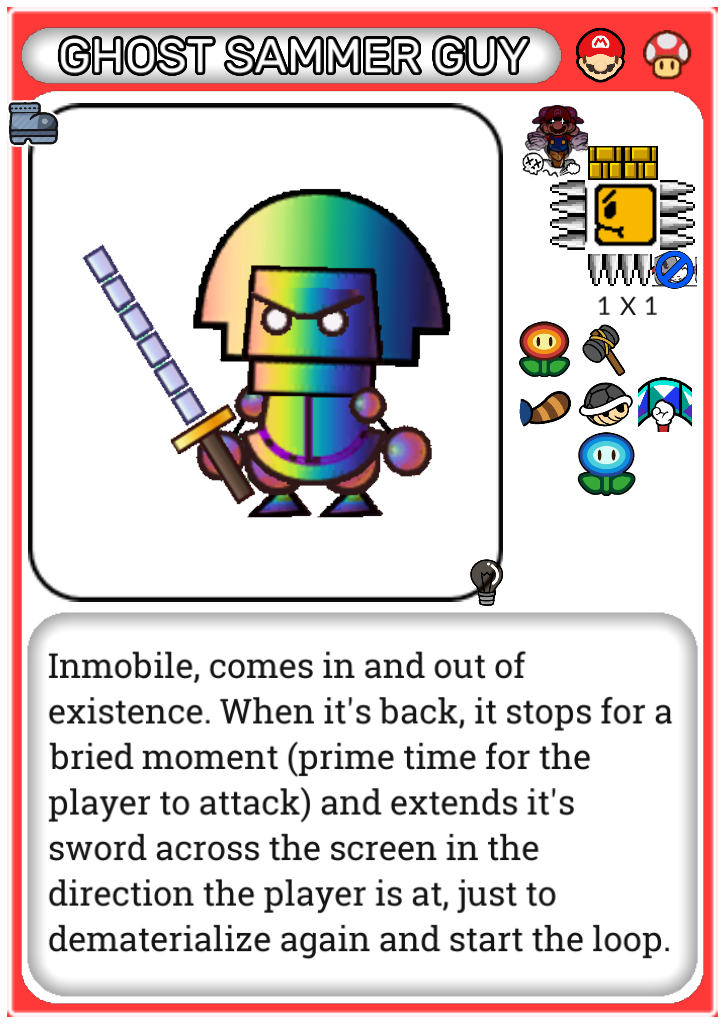 GHOST SAMMER GUY
1 X 1
Inmobile, comes in and out of
existence. When it's back, it stops for a
bried moment (prime time for the
player to attack) and extends it's
sword across the screen in the
direction the player is at, just to
dematerialize again and start the loop.